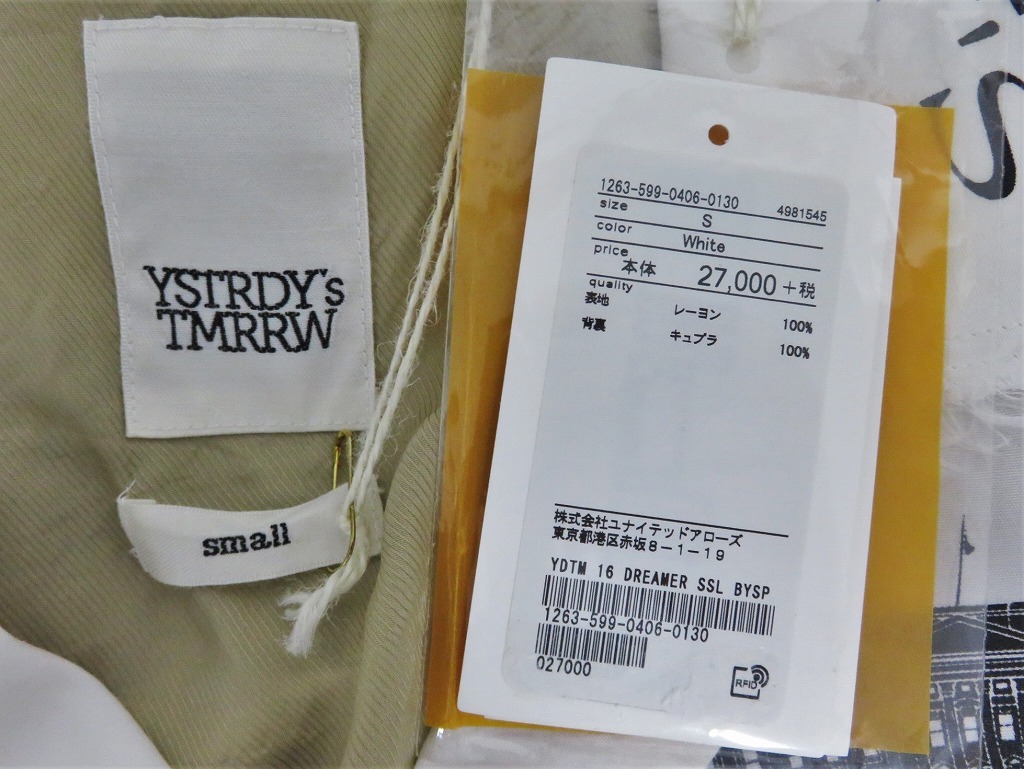 YSTRDY's
TMRRW
small
1263-599-0406-0130 4981545
size S
color White
price 本体 27,000+税
quality
表地 レーヨン 100%
背裏 キュプラ 100%
株式会社ユナイテッドアローズ
東京都港区赤坂8-1-19
YDTM 16 DREAMER SSL BYSP
1263-599-0406-0130
027000
RFID
's